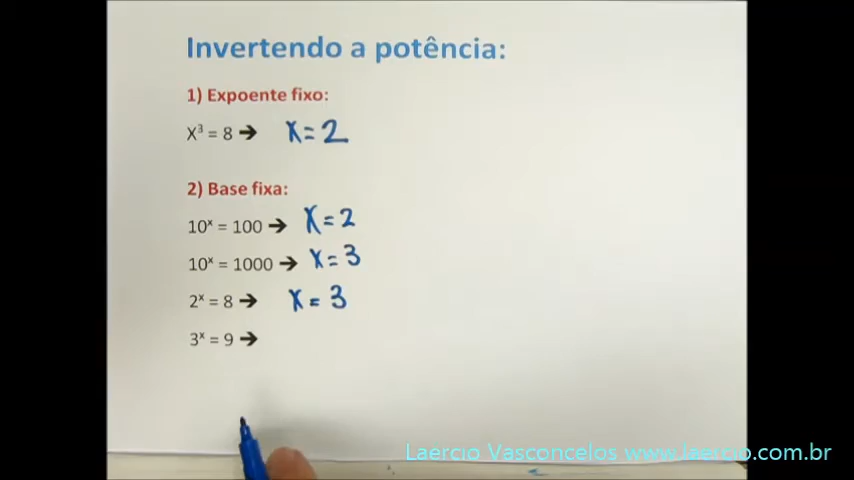 Invertendo a potência:
1) Expoente fixo:
X³ = 8 ➔ x=2
2) Base fixa:
10ˣ = 100 ➔ x=2
10ˣ = 1000 ➔ x=3
2ˣ = 8 ➔ x=3
3ˣ = 9 ➔
Laercio Vasconcelos www.laercio.com.br